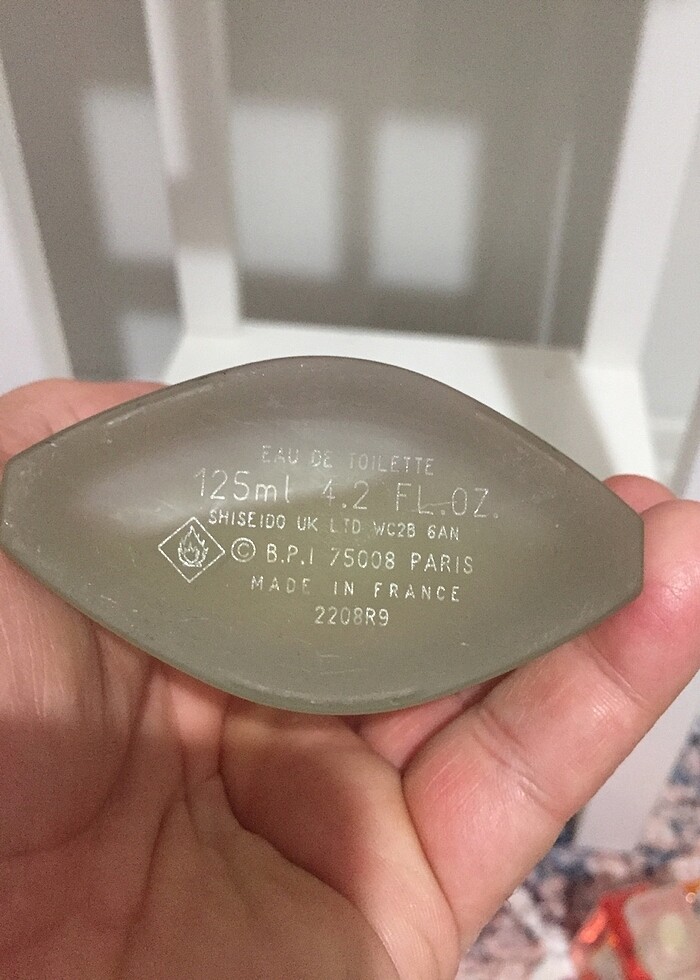 EAU DE TOILETTE
125ml 4.2 FL.OZ.
SHISEIDO UK LTD WC2B 6AN
© B.P.I 75008 PARIS
MADE IN FRANCE
2208R9